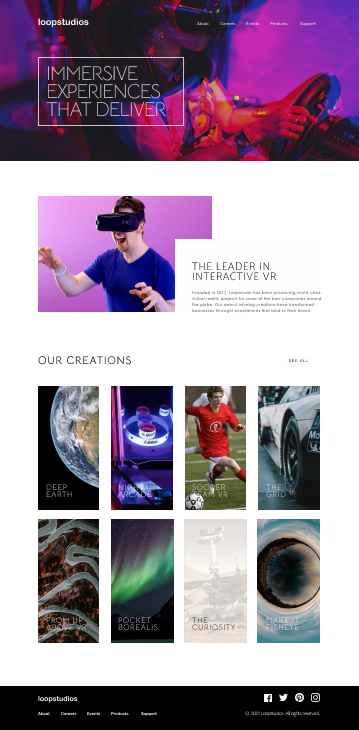 loopstudios
About Careers Events Products Support
IMMERSIVE
EXPERIENCES
THAT DELIVER
THE LEADER IN
INTERACTIVE VR
Founded in 2011, Loopstudios has been producing world-class
virtual reality projects for some of the best companies around
the globe. Our award-winning creations have transformed
businesses through experiences that bind to their brand.
OUR CREATIONS
SEE ALL
DEEP
EARTH
NIGHT
ARCADE
SOCCER
TEAM VR
THE
GRID
FROM UP
ABOVE VR
POCKET
BOREALIS
THE
CURIOSITY
MAKE IT
FISHEYE
loopstudios
About Careers Events Products Support
© 2021 Loopstudios. All rights reserved.